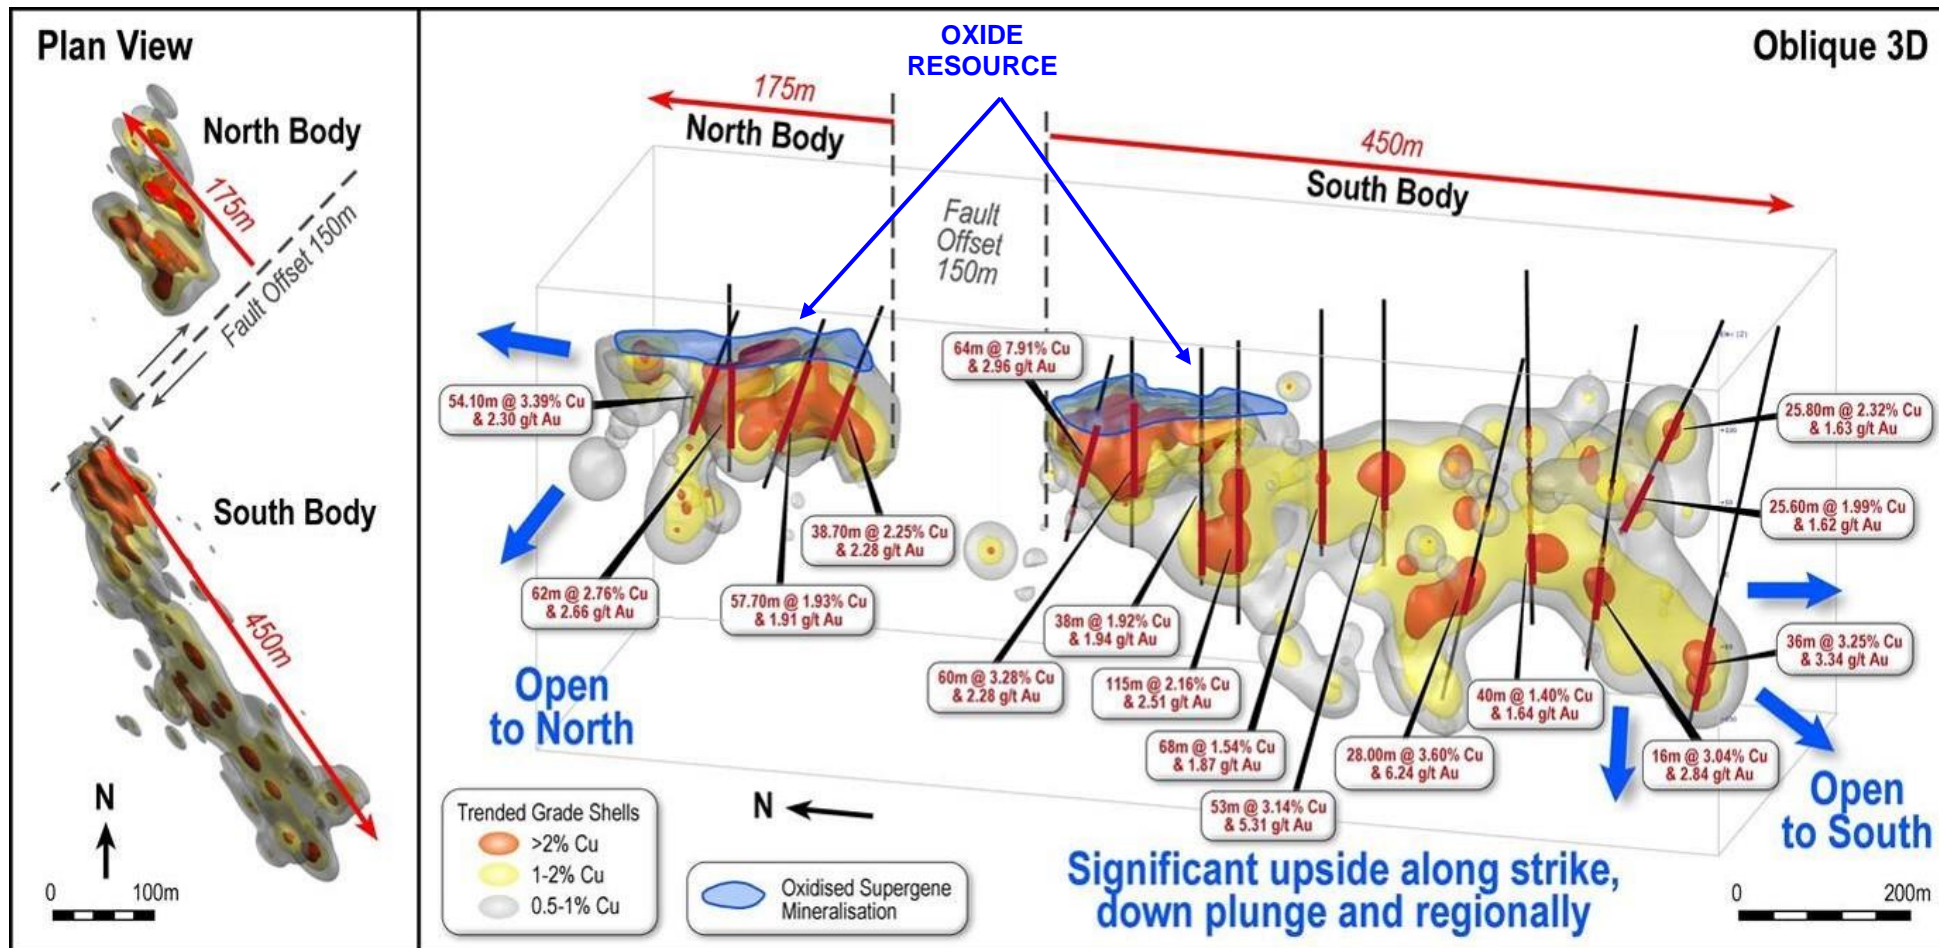 Plan View
North Body
175m
Fault Offset 150m
South Body
450m
N
0 100m
OXIDE
RESOURCE
Oblique 3D
175m
North Body
Fault
Offset
150m
450m
South Body
64m @ 7.91% Cu
& 2.96 g/t Au
54.10m @ 3.39% Cu
& 2.30 g/t Au
25.80m @ 2.32% Cu
& 1.63 g/t Au
25.60m @ 1.99% Cu
& 1.62 g/t Au
38.70m @ 2.25% Cu
& 2.28 g/t Au
62m @ 2.76% Cu
& 2.66 g/t Au
57.70m @ 1.93% Cu
& 1.91 g/t Au
38m @ 1.92% Cu
& 1.94 g/t Au
36m @ 3.25% Cu
& 3.34 g/t Au
60m @ 3.28% Cu
& 2.28 g/t Au
115m @ 2.16% Cu
& 2.51 g/t Au
40m @ 1.40% Cu
& 1.64 g/t Au
68m @ 1.54% Cu
& 1.87 g/t Au
28.00m @ 3.60% Cu
& 6.24 g/t Au
16m @ 3.04% Cu
& 2.84 g/t Au
53m @ 3.14% Cu
& 5.31 g/t Au
Open
to North
Open
to South
N
Trended Grade Shells
>2% Cu
1-2% Cu
0.5-1% Cu
Oxidised Supergene
Mineralisation
Significant upside along strike,
down plunge and regionally
0 200m